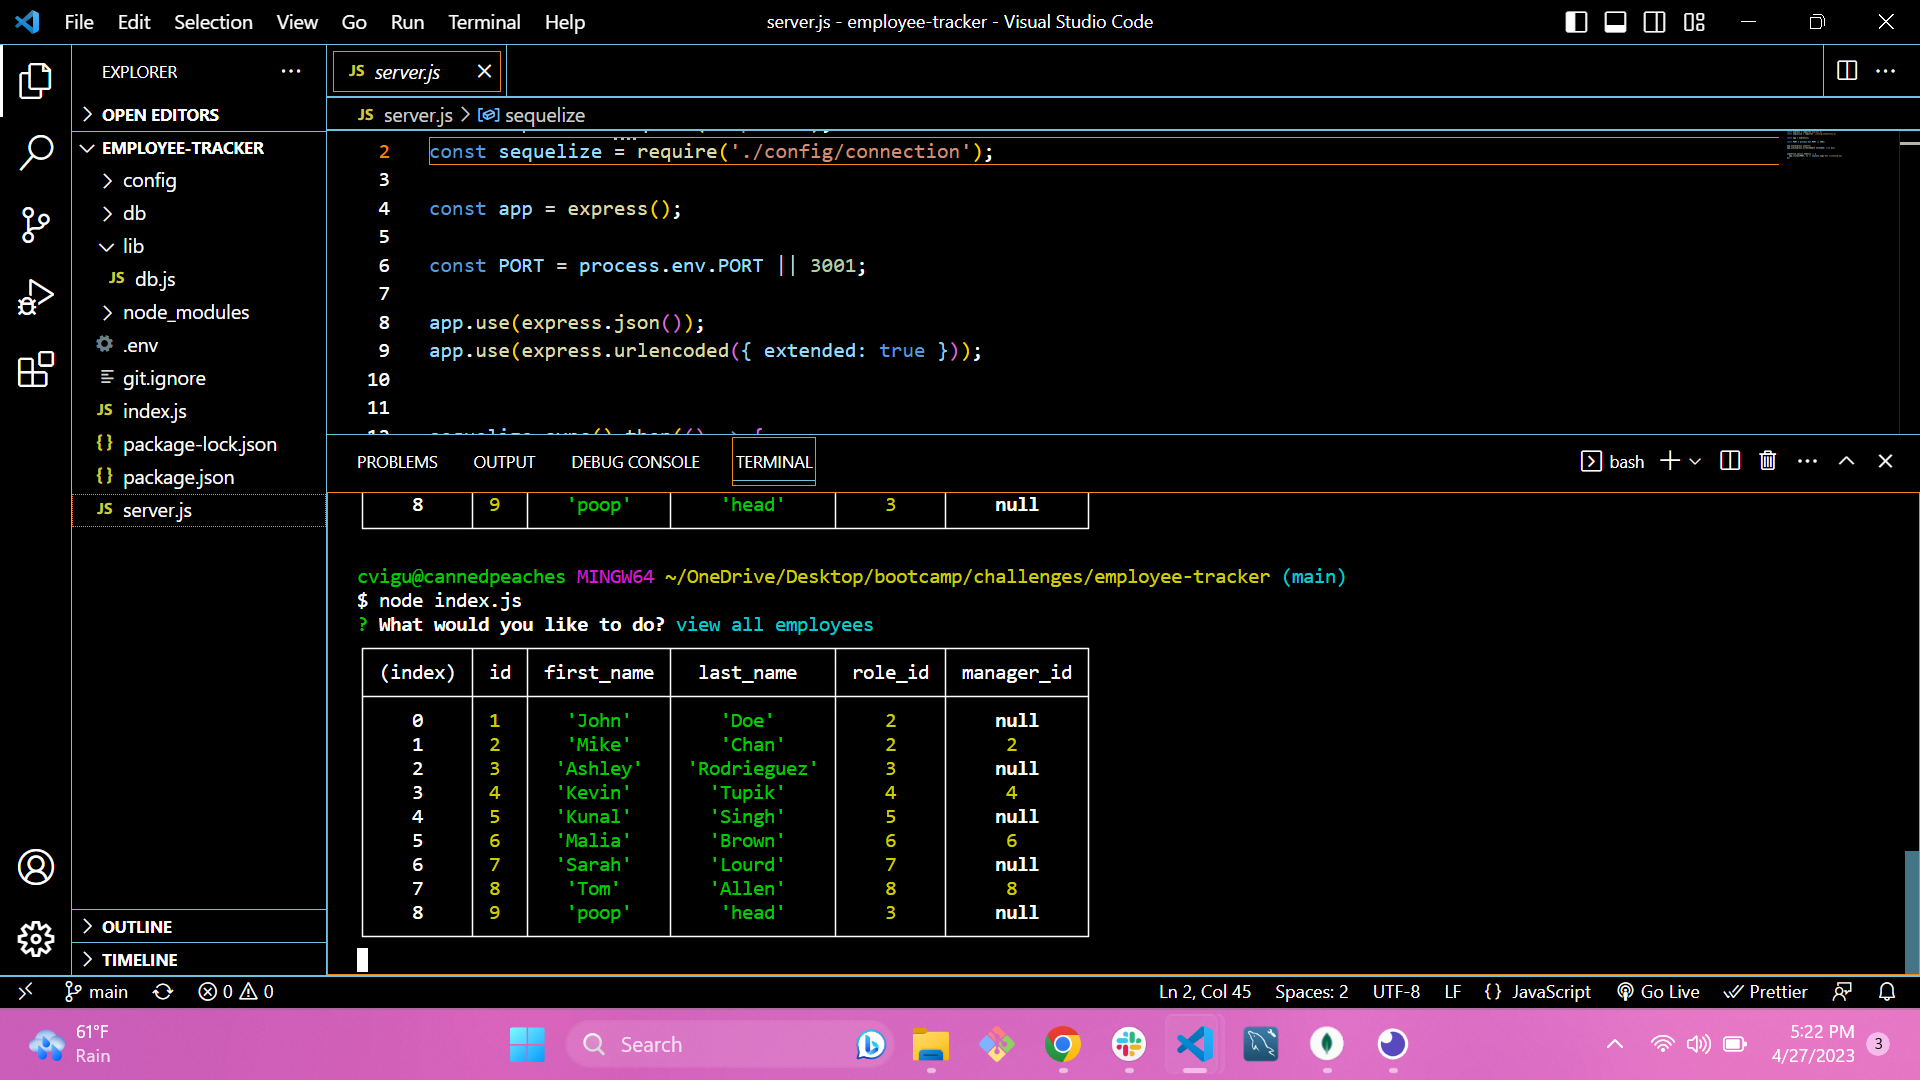 File Edit Selection View Go Run Terminal Help
server.js - employee-tracker - Visual Studio Code
EXPLORER
OPEN EDITORS
EMPLOYEE-TRACKER
config
db
lib
JS db.js
node_modules
.env
git.ignore
JS index.js
{} package-lock.json
{} package.json
JS server.js
OUTLINE
TIMELINE
JS server.js
JS server.js > sequelize
2 const sequelize = require('./config/connection');
3
4 const app = express();
5
6 const PORT = process.env.PORT || 3001;
7
8 app.use(express.json());
9 app.use(express.urlencoded({ extended: true }));
10
11
12 sequelize.sync().then(() => {
PROBLEMS OUTPUT DEBUG CONSOLE TERMINAL
bash
8 9 'poop' 'head' 3 null
cvigu@cannedpeaches MINGW64 ~/OneDrive/Desktop/bootcamp/challenges/employee-tracker (main)
$ node index.js
? What would you like to do? view all employees
(index) id first_name last_name role_id manager_id
0 1 'John' 'Doe' 2 null
1 2 'Mike' 'Chan' 2 2
2 3 'Ashley' 'Rodrieguez' 3 null
3 4 'Kevin' 'Tupik' 4 4
4 5 'Kunal' 'Singh' 5 null
5 6 'Malia' 'Brown' 6 6
6 7 'Sarah' 'Lourd' 7 null
7 8 'Tom' 'Allen' 8 8
8 9 'poop' 'head' 3 null
main 0 0
Ln 2, Col 45 Spaces: 2 UTF-8 LF {} JavaScript Go Live Prettier
61°F
Rain
Search
5:22 PM
4/27/2023
3